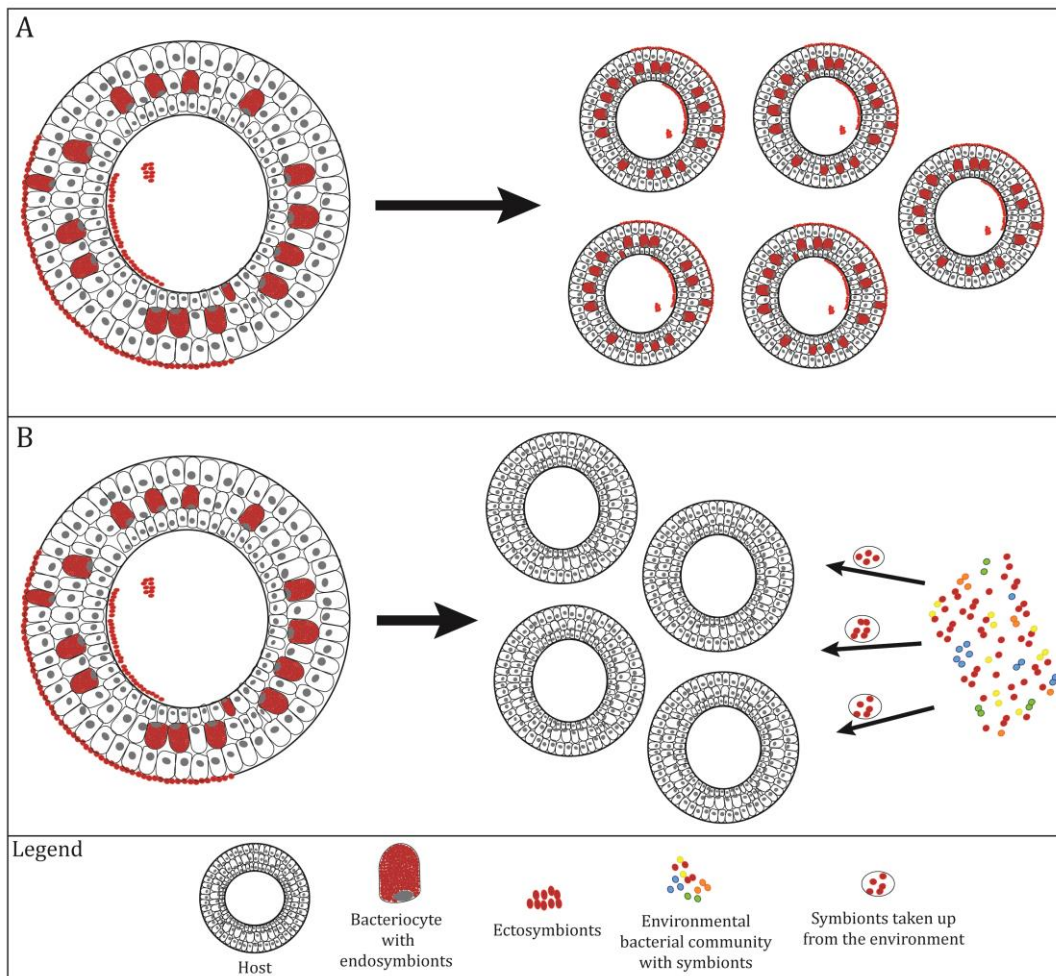 A
B
Legend
Host
Bacteriocyte
with
endosymbionts
Ectosymbionts
Environmental
bacterial community
with symbionts
Symbionts taken up
from the environment